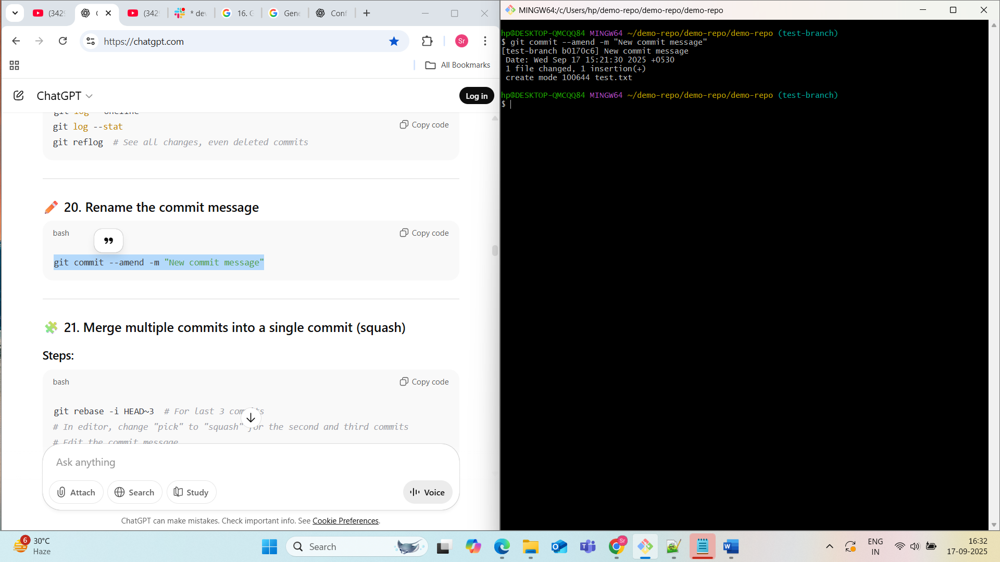 (342
(
(342
* dev
16. G
Gene
Conf
https://chatgpt.com
Sr
All Bookmarks
ChatGPT
Log in
git log --oneline
git log --stat
git reflog # See all changes, even deleted commits
Copy code
20. Rename the commit message
bash
Copy code
git commit --amend -m "New commit message"
21. Merge multiple commits into a single commit (squash)
Steps:
bash
Copy code
git rebase -i HEAD~3 # For last 3 commits
# In editor, change "pick" to "squash" for the second and third commits
# Edit the commit message
Ask anything
Attach
Search
Study
Voice
ChatGPT can make mistakes. Check important info. See Cookie Preferences.
MINGW64:/c/Users/hp/demo-repo/demo-repo/demo-repo
hp@DESKTOP-QMCQQ84 MINGW64 ~/demo-repo/demo-repo/demo-repo (test-branch)
$ git commit --amend -m "New commit message"
[test-branch b0170c6] New commit message
Date: Wed Sep 17 15:21:30 2025 +0530
1 file changed, 1 insertion(+)
create mode 100644 test.txt
hp@DESKTOP-QMCQQ84 MINGW64 ~/demo-repo/demo-repo/demo-repo (test-branch)
$
6
30°C
Haze
Search
Sr
ENG
IN
16:32
17-09-2025